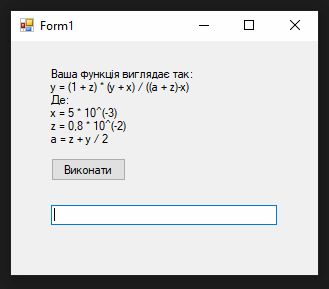 Form1
Ваша функція виглядає так:
y = (1 + z) * (y + x) / ((a + z)-x)
Де:
x = 5 * 10^(-3)
z = 0,8 * 10^(-2)
a = z + y / 2
Виконати